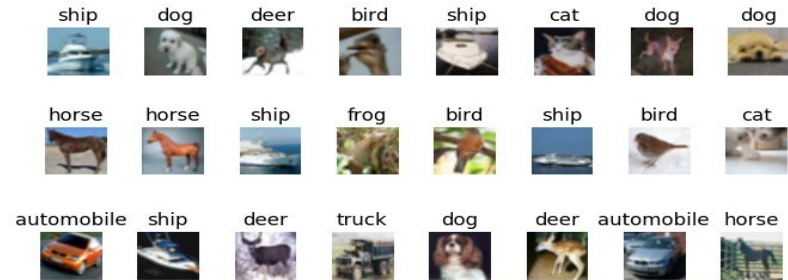 ship dog deer bird ship cat dog dog
horse horse ship frog bird ship bird cat
automobile ship deer truck dog deer automobile horse